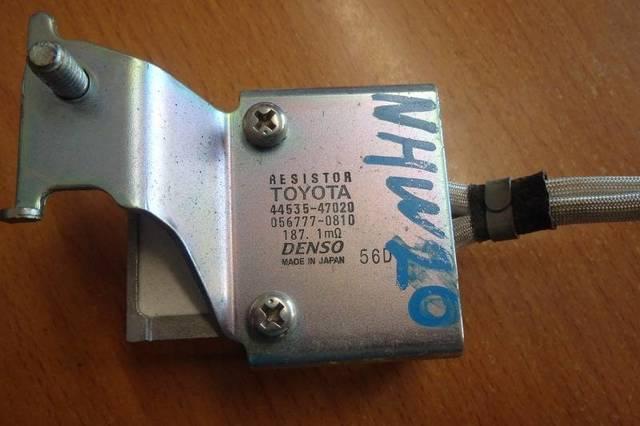 RESISTOR
TOYOTA
44535-47020
056777-0810
187. 1mΩ
DENSO
MADE IN JAPAN
56D
NHW20